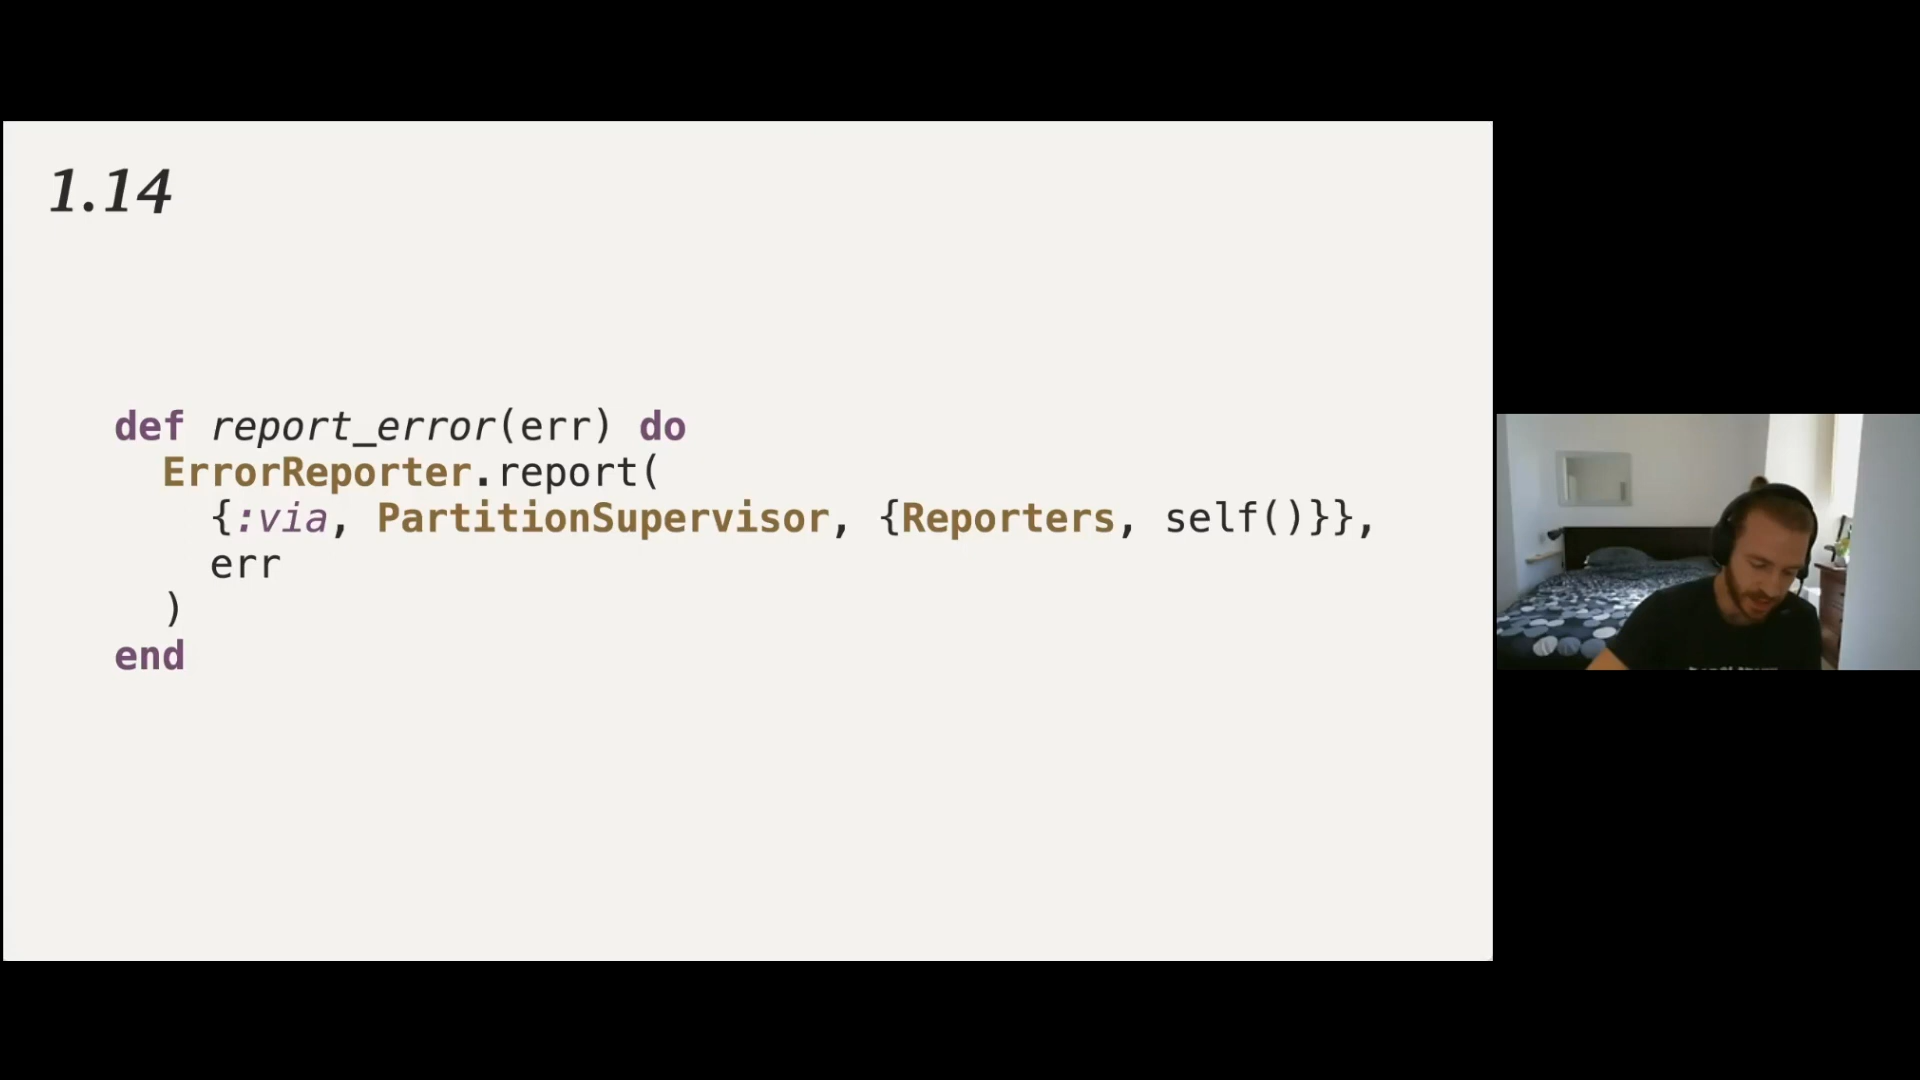 1.14
def report_error(err) do
ErrorReporter.report(
{:via, PartitionSupervisor, {Reporters, self()}},
err
)
end